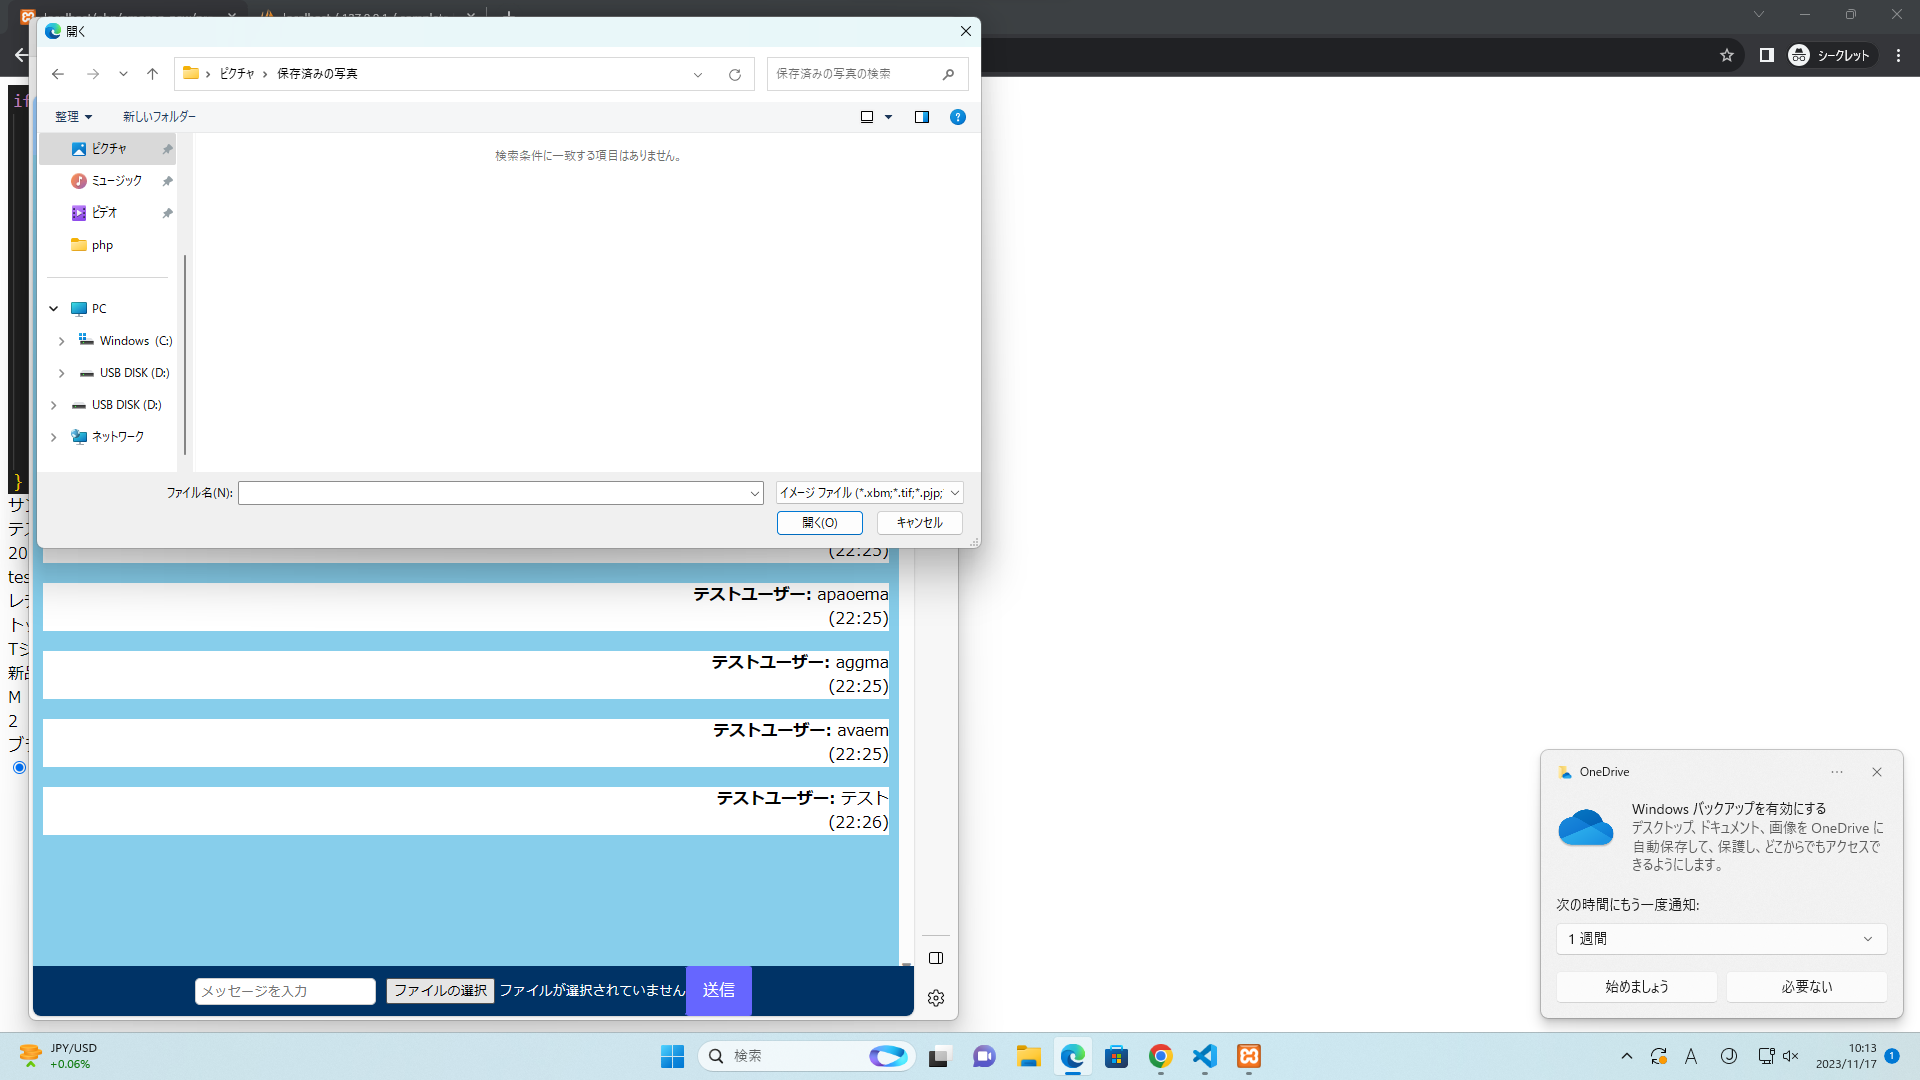 開く
ピクチャ
保存済みの写真
保存済みの写真の検索
整理
新しいフォルダー
シークレット
ピクチャ
ミュージック
ビデオ
php
PC
Windows (C:)
USB DISK (D:)
USB DISK (D:)
ネットワーク
検索条件に一致する項目はありません。
ファイル名(N):
イメージ ファイル (*.xbm;*.tif;*.pjp;
開く(O)
キャンセル
if
}
20
M
2
(22:25)
テストユーザー: apaoema
(22:25)
テストユーザー: aggma
(22:25)
テストユーザー: avaem
(22:25)
テストユーザー: テスト
(22:26)
メッセージを入力
ファイルの選択
ファイルが選択されていません
送信
OneDrive
Windows バックアップを有効にする
デスクトップ、ドキュメント、画像を OneDrive に
自動保存して、保護し、どこからでもアクセスで
きるようにします。
次の時間にもう一度通知:
1 週間
始めましょう
必要ない
JPY/USD
+0.06%
検索
A
10:13
2023/11/17
1